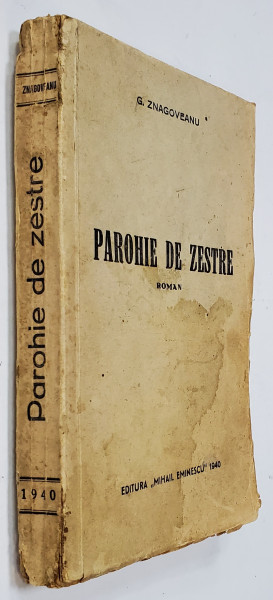 ZNAGOVEANU
Parohie de zestre
1940
G. ZNAGOVEANU
PAROHIE DE ZESTRE
ROMAN
EDITURA „MIHAIL EMINESCU" 1940